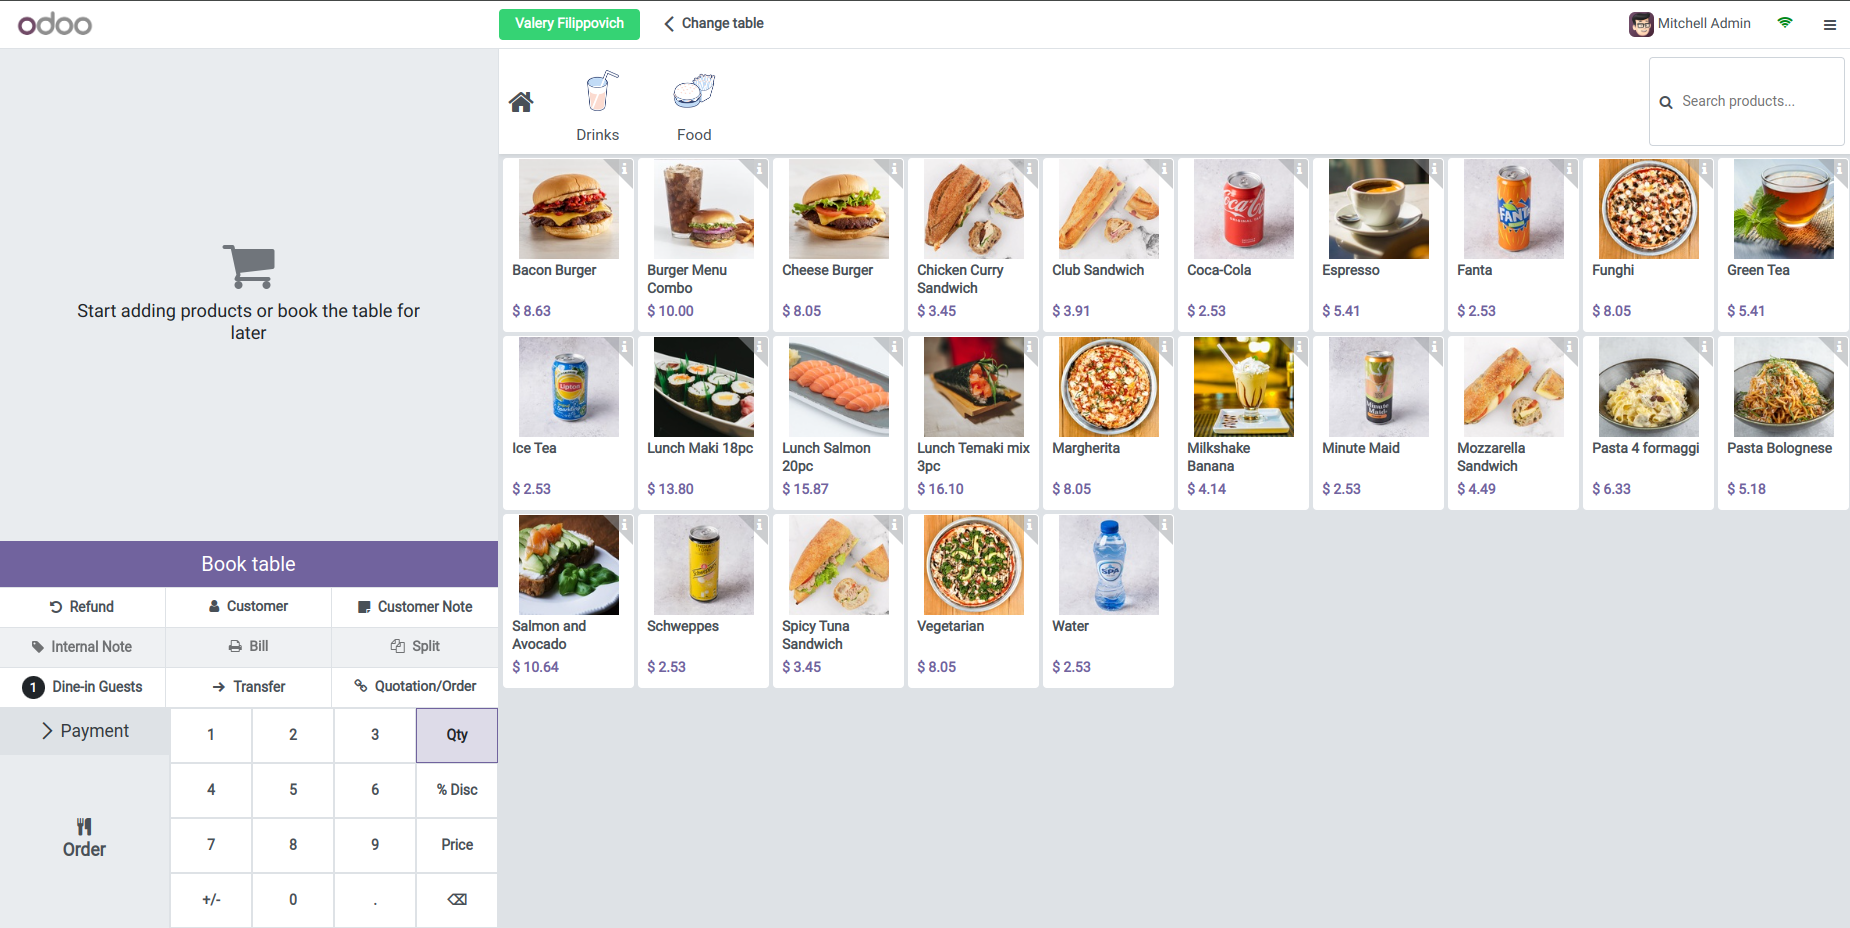 odoo
Valery Filippovich
Change table
Mitchell Admin
Drinks
Food
Search products...
Start adding products or book the table for
later
Bacon Burger
$ 8.63
Burger Menu
Combo
$ 10.00
Cheese Burger
$ 8.05
Chicken Curry
Sandwich
$ 3.45
Club Sandwich
$ 3.91
Coca-Cola
$ 2.53
Espresso
$ 5.41
FANTA
Fanta
$ 2.53
Funghi
$ 8.05
Green Tea
$ 5.41
Lipton
Ice Tea
$ 2.53
Lunch Maki 18pc
$ 13.80
Lunch Salmon
20pc
$ 15.87
Lunch Temaki mix
3pc
$ 16.10
Margherita
$ 8.05
Milkshake
Banana
$ 4.14
Minute
Maid
Minute Maid
$ 2.53
Mozzarella
Sandwich
$ 4.49
Pasta 4 formaggi
$ 6.33
Pasta Bolognese
$ 5.18
Salmon and
Avocado
$ 10.64
Schweppes
$ 2.53
Spicy Tuna
Sandwich
$ 3.45
Vegetarian
$ 8.05
SPA
Water
$ 2.53
Book table
Refund
Customer
Customer Note
Internal Note
Bill
Split
1 Dine-in Guests
Transfer
Quotation/Order
Payment
Order
1 2 3 Qty
4 5 6 % Disc
7 8 9 Price
+/- 0 .